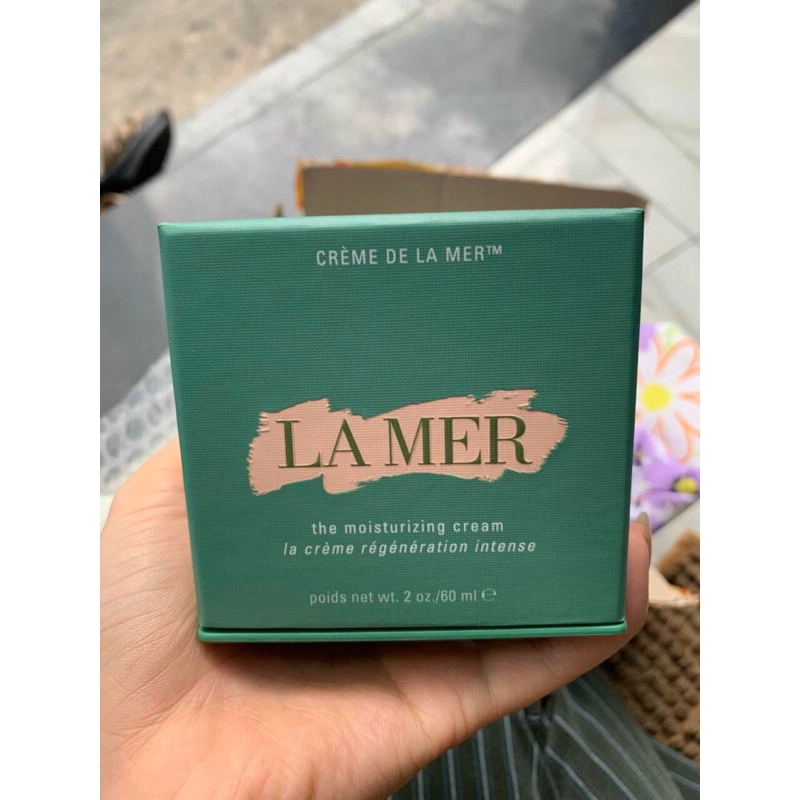 CRÈME DE LA MER™
LA MER
the moisturizing cream
la crème régénération intense
poids net wt. 2 oz./60 ml ℮